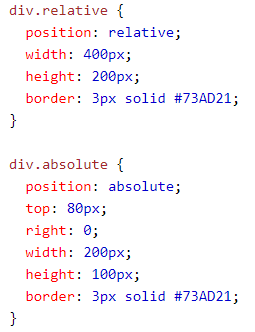 div.relative {
  position: relative;
  width: 400px;
  height: 200px;
  border: 3px solid #73AD21;
}

div.absolute {
  position: absolute;
  top: 80px;
  right: 0;
  width: 200px;
  height: 100px;
  border: 3px solid #73AD21;
}